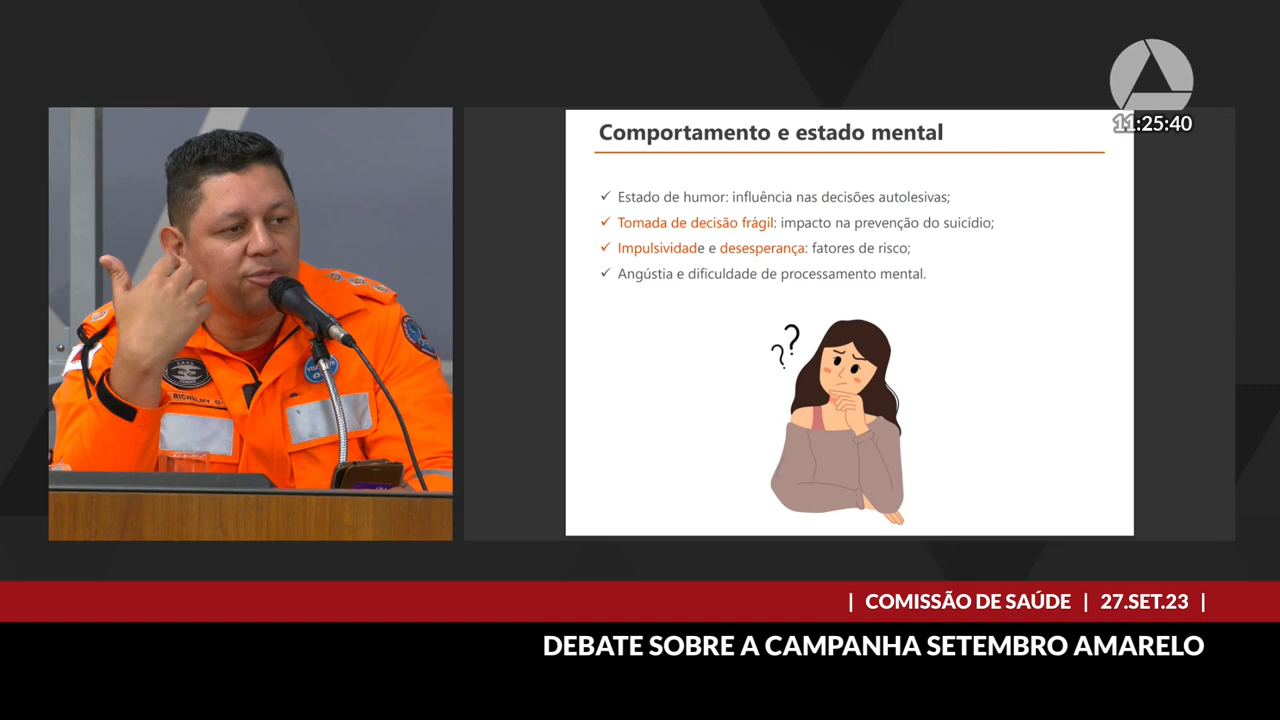 11:25:40
Comportamento e estado mental
✓ Estado de humor: influência nas decisões autolesivas;
✓ Tomada de decisão frágil: impacto na prevenção do suicídio;
✓ Impulsividade e desesperança: fatores de risco;
✓ Angústia e dificuldade de processamento mental.
??
| COMISSÃO DE SAÚDE | 27.SET.23 |
DEBATE SOBRE A CAMPANHA SETEMBRO AMARELO